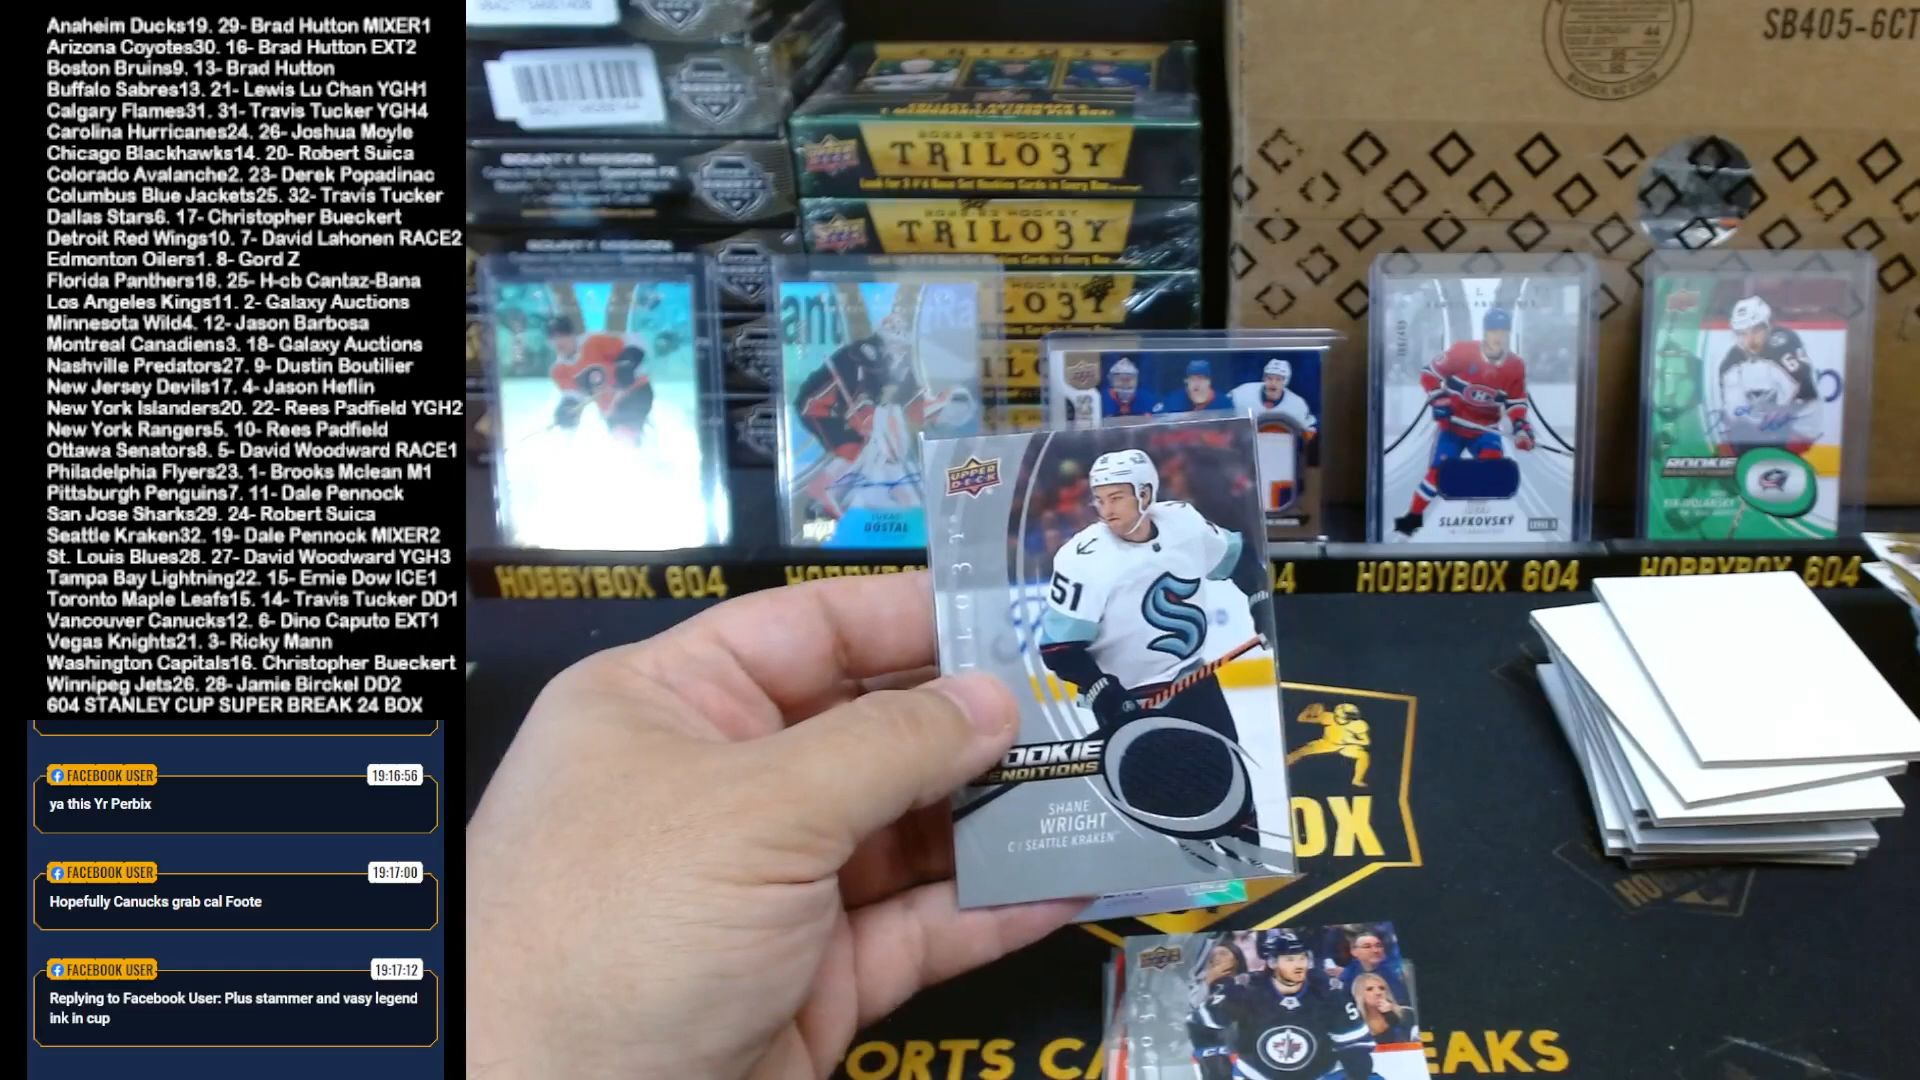 Anaheim Ducks19. 29- Brad Hutton MIXER1
Arizona Coyotes30. 16- Brad Hutton EXT2
Boston Bruins9. 13- Brad Hutton
Buffalo Sabres13. 21- Lewis Lu Chan YGH1
Calgary Flames31. 31- Travis Tucker YGH4
Carolina Hurricanes24. 26- Joshua Moyle
Chicago Blackhawks14. 20- Robert Suica
Colorado Avalanche2. 23- Derek Popadinac
Columbus Blue Jackets25. 32- Travis Tucker
Dallas Stars6. 17- Christopher Bueckert
Detroit Red Wings10. 7- David Lahonen RACE2
Edmonton Oilers1. 8- Gord Z
Florida Panthers18. 25- H-cb Cantaz-Bana
Los Angeles Kings11. 2- Galaxy Auctions
Minnesota Wild4. 12- Jason Barbosa
Montreal Canadiens3. 18- Galaxy Auctions
Nashville Predators27. 9- Dustin Boutilier
New Jersey Devils17. 4- Jason Heflin
New York Islanders20. 22- Rees Padfield YGH2
New York Rangers5. 10- Rees Padfield
Ottawa Senators8. 5- David Woodward RACE1
Philadelphia Flyers23. 1- Brooks Mclean M1
Pittsburgh Penguins7. 11- Dale Pennock
San Jose Sharks29. 24- Robert Suica
Seattle Kraken32. 19- Dale Pennock MIXER2
St. Louis Blues28. 27- David Woodward YGH3
Tampa Bay Lightning22. 15- Ernie Dow ICE1
Toronto Maple Leafs15. 14- Travis Tucker DD1
Vancouver Canucks12. 6- Dino Caputo EXT1
Vegas Knights21. 3- Ricky Mann
Washington Capitals16. Christopher Bueckert
Winnipeg Jets26. 28- Jamie Birckel DD2
604 STANLEY CUP SUPER BREAK 24 BOX
FACEBOOK USER 19:16:56
ya this Yr Perbix
FACEBOOK USER 19:17:00
Hopefully Canucks grab cal Foote
FACEBOOK USER 19:17:12
Replying to Facebook User: Plus stammer and vasy legend
ink in cup
SB405-6CT
2022-23 HOCKEY
TRILO3Y
TRILO3Y
BOUNTY MISSION
DOSTAL
SLAFKOVSKÝ
ROOKIE
HOBBYBOX 604
HOBBYBOX 604
UPPER DECK
51
OOKIE
ENDITIONS
SHANE
WRIGHT
C | SEATTLE KRAKEN
OX
ORTS C
EAKS